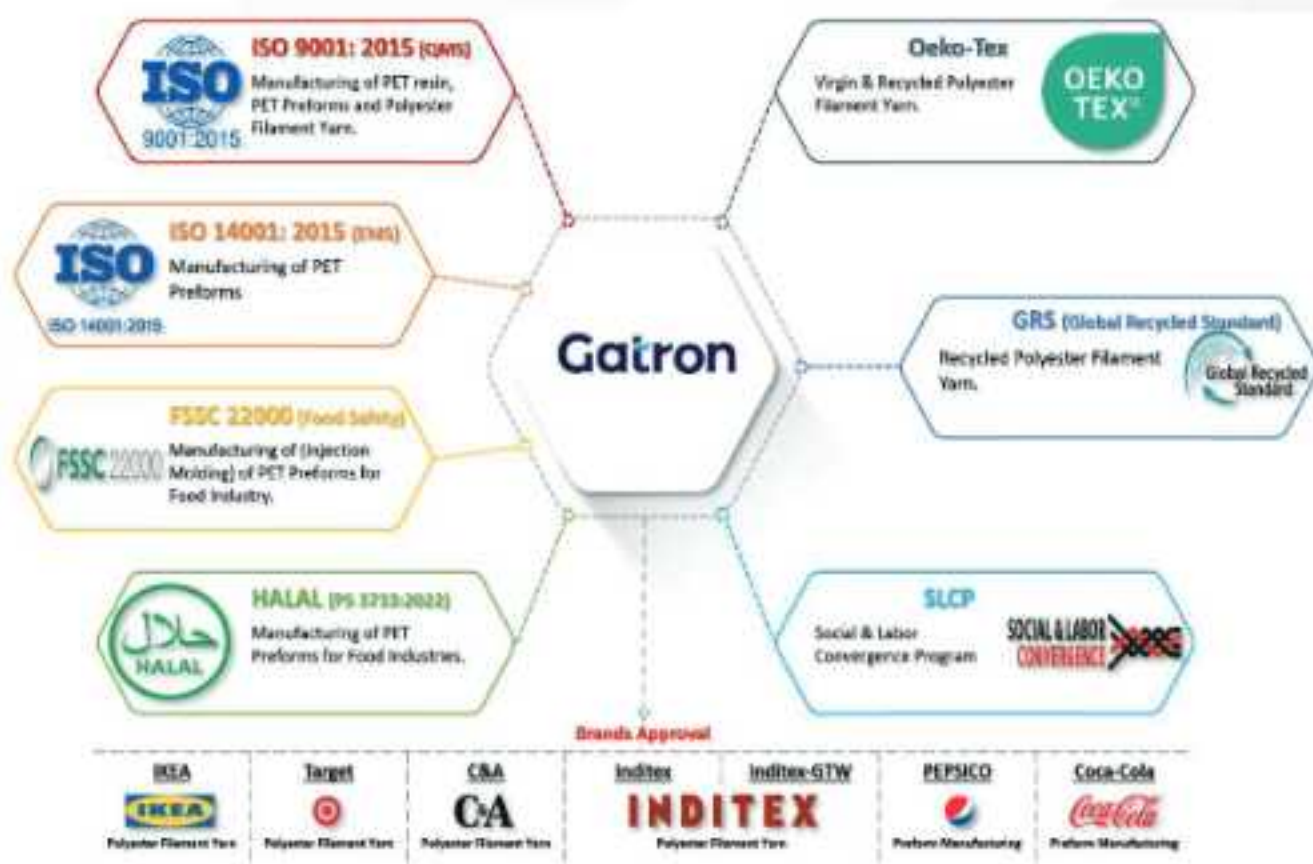 ISO 9001: 2015 (QMS)
Manufacturing of PET resin,
PET Preforms and Polyester
Filament Yarn.
ISO
9001:2015
Oeko-Tex
Virgin & Recycled Polyester
Filament Yarn.
OEKO
TEX®
ISO 14001: 2015 (EMS)
Manufacturing of PET
Preforms
ISO
ISO 14001:2015
Gatron
GRS (Global Recycled Standard)
Recycled Polyester Filament
Yarn.
Global Recycled
Standard
FSSC 22000 (Food Safety)
Manufacturing of (Injection
Molding) of PET Preforms for
Food Industry.
FSSC 22000
HALAL (PS 3733:2022)
Manufacturing of PET
Preforms for Food Industries.
حلال
HALAL
SLCP
Social & Labor
Convergence Program
SOCIAL & LABOR
CONVERGENCE
Brands Approval
IKEA
Target
C&A
Inditex
Inditex-GTW
PEPSICO
Coca-Cola
IKEA
C&A
INDITEX
Coca-Cola
Polyester Filament Yarn
Polyester Filament Yarn
Polyester Filament Yarn
Polyester Filament Yarn
Preform Manufacturing
Preform Manufacturing